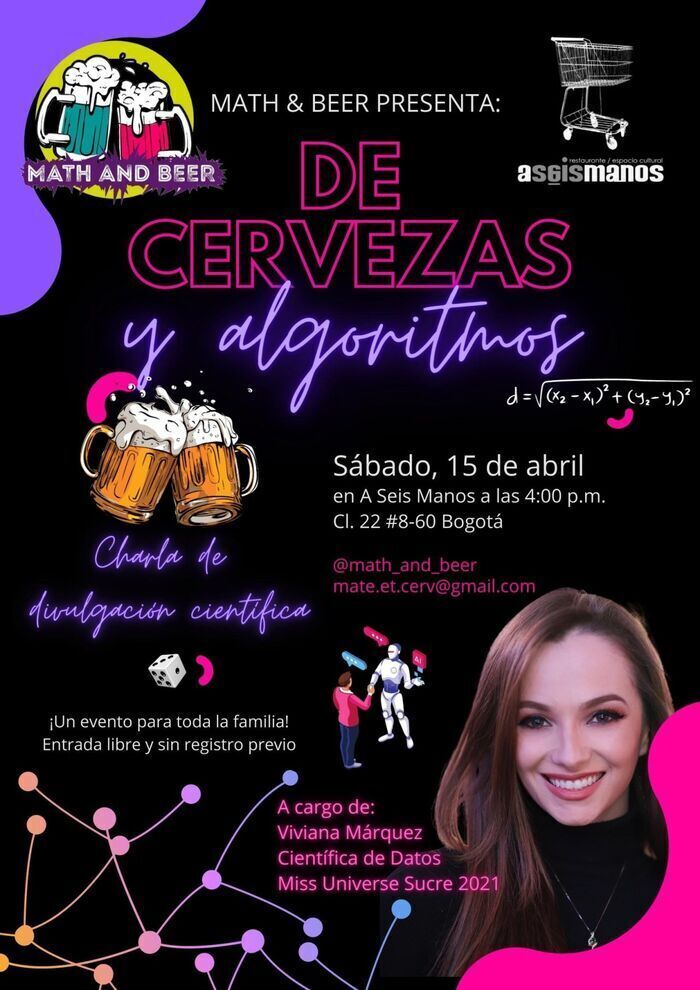 MATH AND BEER
MATH & BEER PRESENTA:
restaurante / espacio cultural
aseismanos
DE
CERVEZAS
y algoritmos
d = √(x₂ - x₁)² + (y₂ - y₁)²
Sábado, 15 de abril
en A Seis Manos a las 4:00 p.m.
Cl. 22 #8-60 Bogotá
@math_and_beer
mate.et.cerv@gmail.com
Charla de
divulgación científica
AI
¡Un evento para toda la familia!
Entrada libre y sin registro previo
A cargo de:
Viviana Márquez
Científica de Datos
Miss Universe Sucre 2021